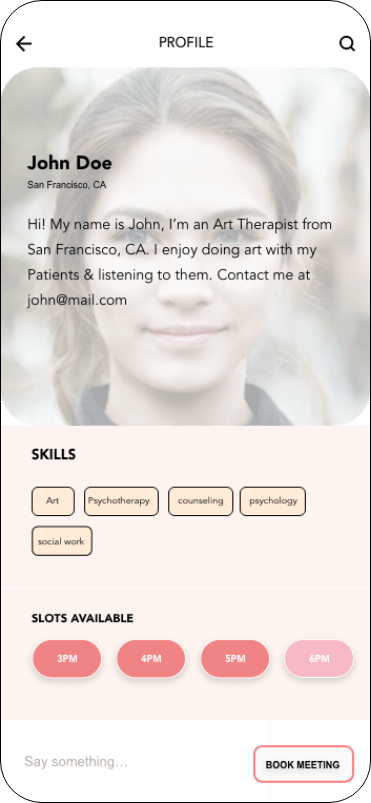 PROFILE
John Doe
San Francisco, CA
Hi! My name is John, I'm an Art Therapist from
San Francisco, CA. I enjoy doing art with my
Patients & listening to them. Contact me at
john@mail.com
SKILLS
Art Psychotherapy counseling psychology
social work
SLOTS AVAILABLE
3PM 4PM 5PM 6PM
Say something... BOOK MEETING